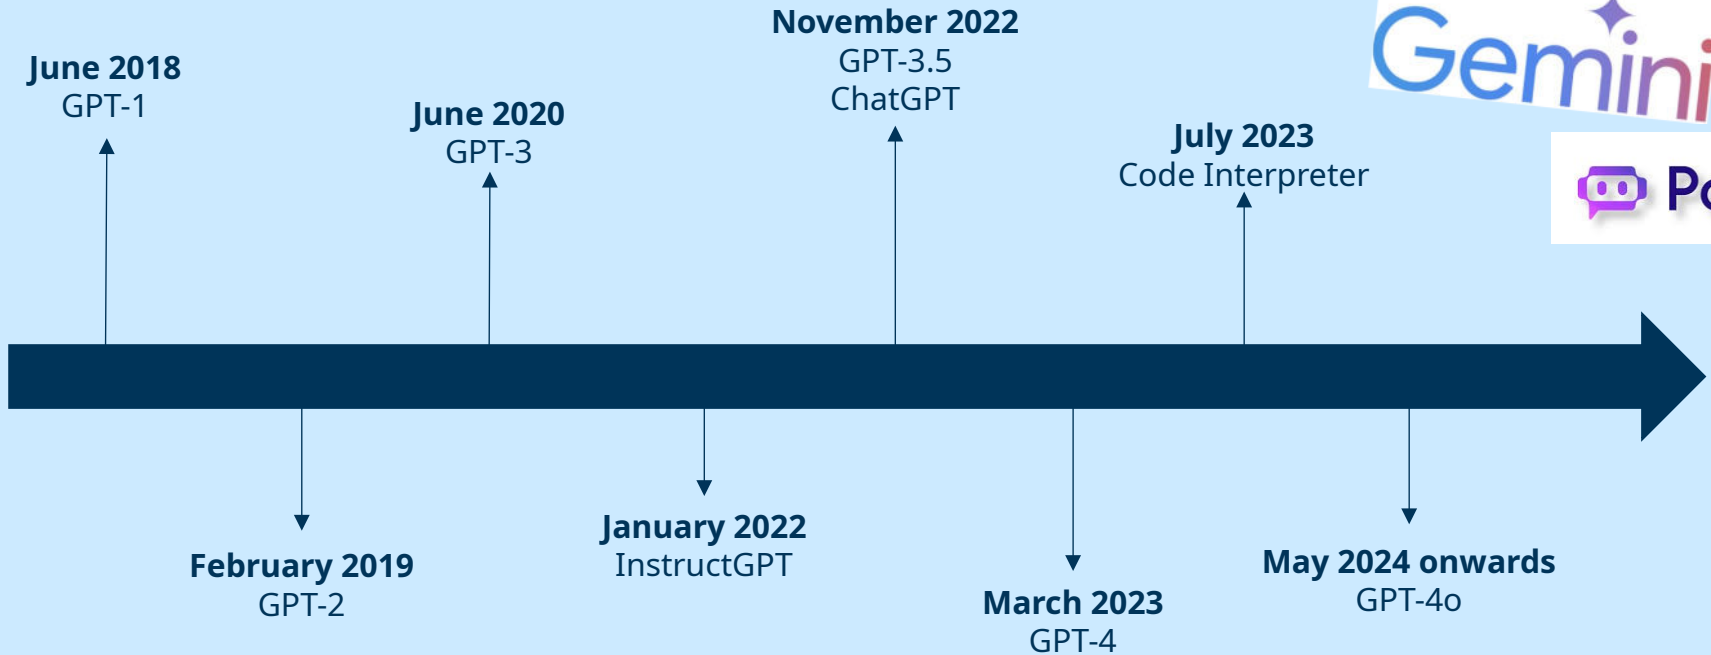 June 2018
GPT-1
June 2020
GPT-3
November 2022
GPT-3.5
ChatGPT
July 2023
Code Interpreter
Gemini
February 2019
GPT-2
January 2022
InstructGPT
March 2023
GPT-4
May 2024 onwards
GPT-4o